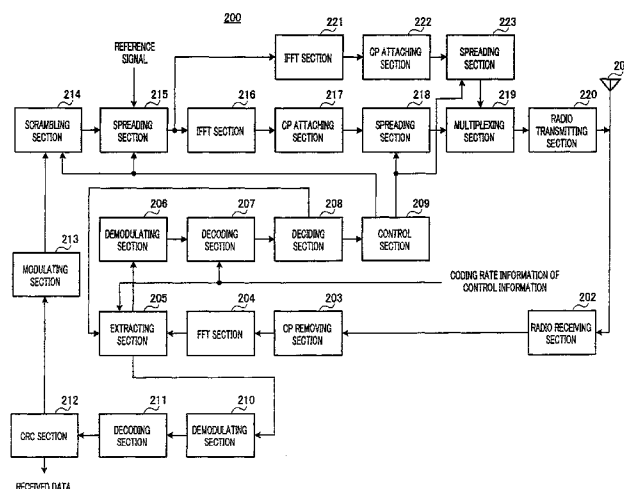 200
221
222
223
REFERENCE
SIGNAL
IFFT SECTION
CP ATTACHING
SECTION
SPREADING
SECTION
20
214
215
216
217
218
219
220
SCRAMBLING
SECTION
SPREADING
SECTION
IFFT SECTION
CP ATTACHING
SECTION
SPREADING
SECTION
MULTIPLEXING
SECTION
RADIO
TRANSMITTING
SECTION
206
207
208
209
DEMODULATING
SECTION
DECODING
SECTION
DECIDING
SECTION
CONTROL
SECTION
213
MODULATING
SECTION
CODING RATE INFORMATION OF
CONTROL INFORMATION
205
204
203
202
EXTRACTING
SECTION
FFT SECTION
CP REMOVING
SECTION
RADIO RECEIVING
SECTION
212
211
210
CRC SECTION
DECODING
SECTION
DEMODULATING
SECTION
RECEIVED DATA